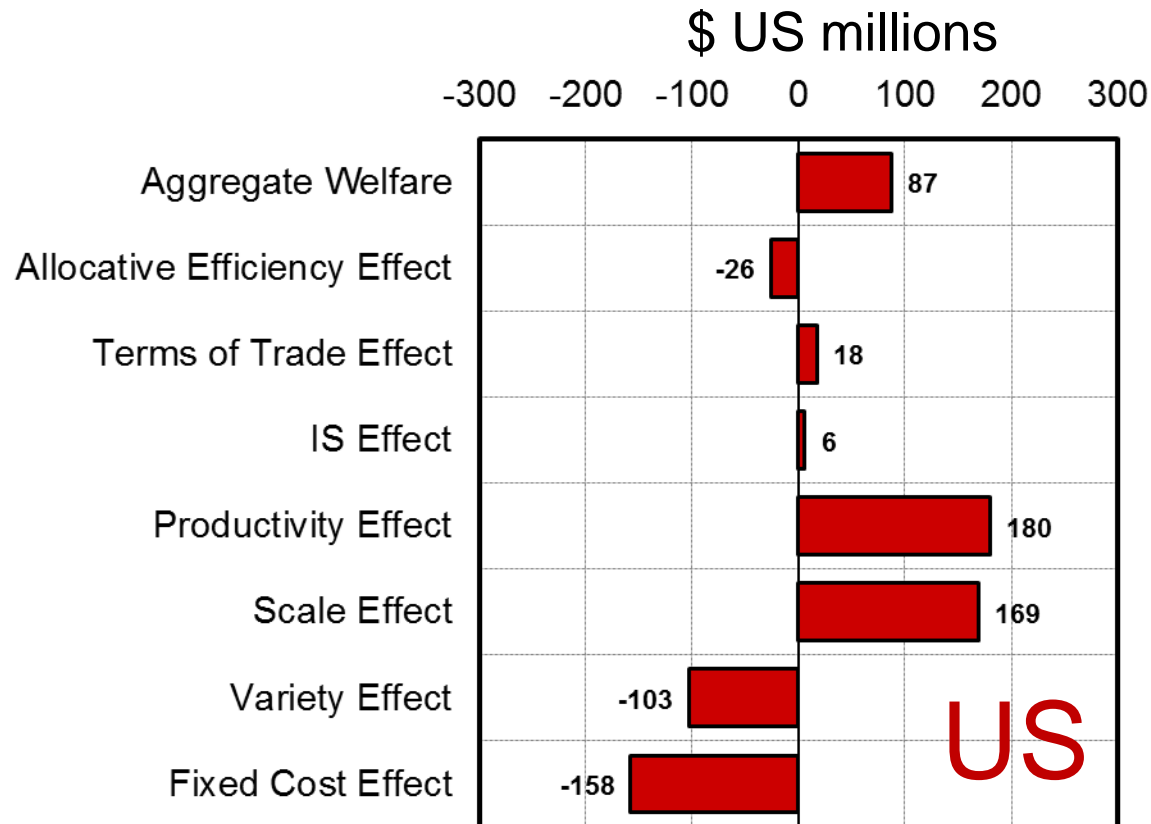 $ US millions
-300 -200 -100 0 100 200 300
Aggregate Welfare 87
Allocative Efficiency Effect -26
Terms of Trade Effect 18
IS Effect 6
Productivity Effect 180
Scale Effect 169
Variety Effect -103
US
Fixed Cost Effect -158